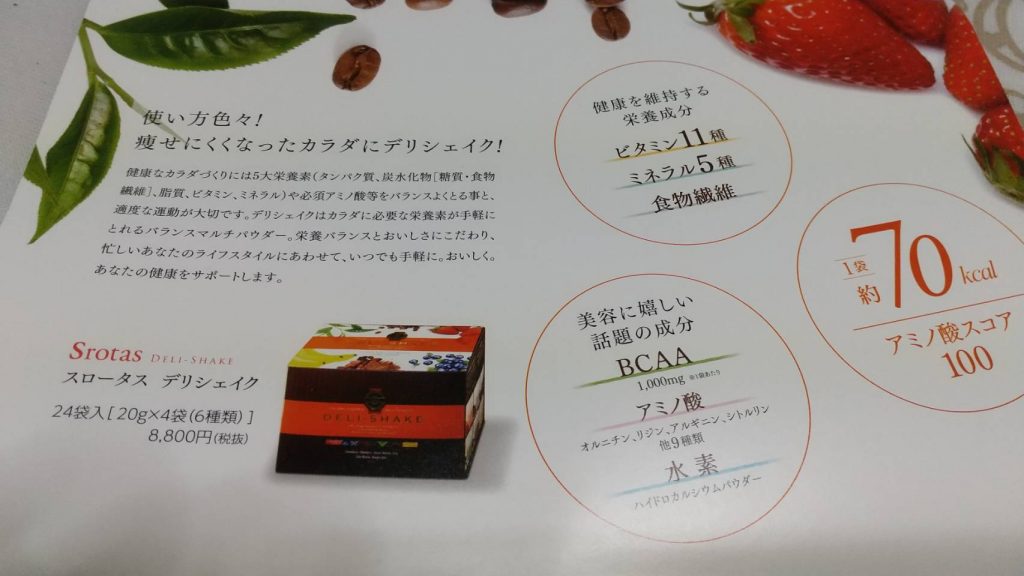 使い方色々!
痩せにくくなったカラダにデリシェイク!
健康なカラダづくりには5大栄養素(タンパク質、炭水化物[糖質・食物
繊維]、脂質、ビタミン、ミネラル)や必須アミノ酸等をバランスよくとる事と、
適度な運動が大切です。デリシェイクはカラダに必要な栄養素が手軽に
とれるバランスマルチパウダー。栄養バランスとおいしさにこだわり、
忙しいあなたのライフスタイルにあわせて、いつでも手軽に。おいしく。
あなたの健康をサポートします。
Srotas DELI-SHAKE
スロータス デリシェイク
24袋入[20g×4袋(6種類)]
8,800円(税抜)
DELI-SHAKE
健康を維持する
栄養成分
ビタミン11種
ミネラル5種
食物繊維
美容に嬉しい
話題の成分
BCAA
1,000mg ※1袋あたり
アミノ酸
オルニチン、リジン、アルギニン、シトルリン
他9種類
水素
ハイドロカルシウムパウダー
1袋
約70kcal
アミノ酸スコア
100